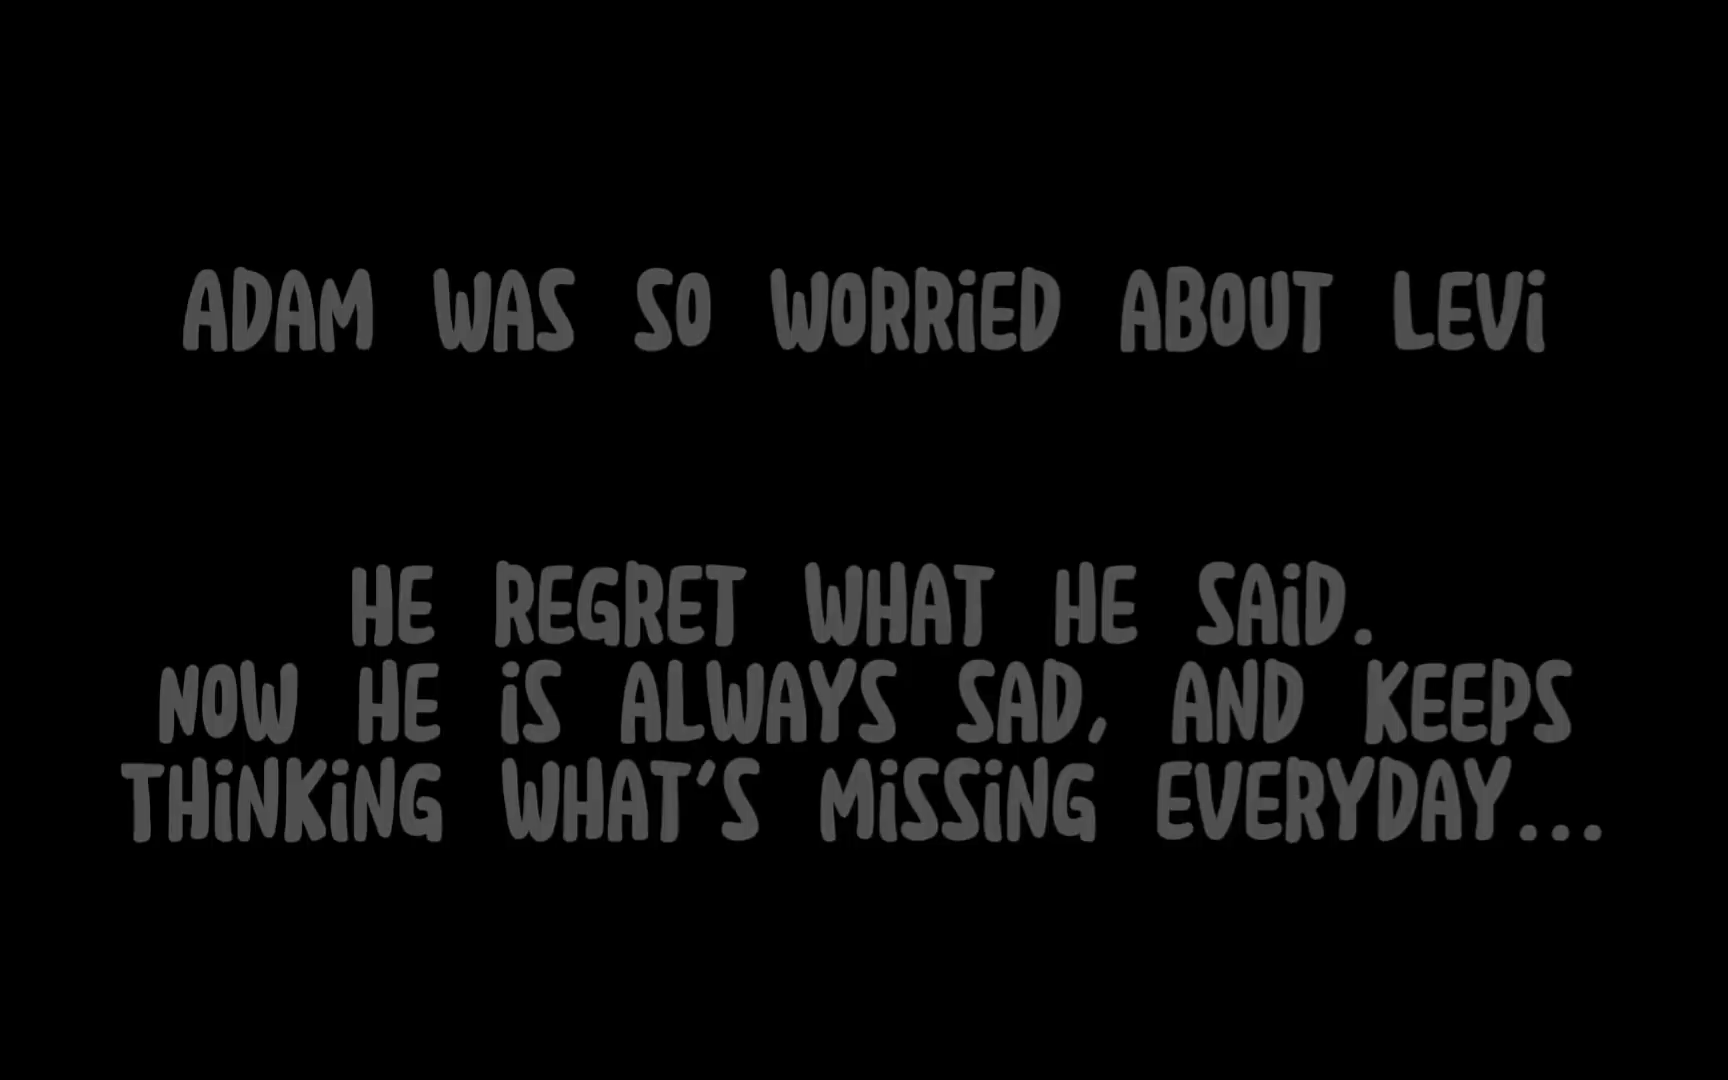 ADAM WAS SO WORRiED ABOUT LEVi
HE REGRET WHAT HE SAiD.
NOW HE iS ALWAYS SAD, AND KEEPS
THiNKiNG WHAT'S MiSSiNG EVERYDAY...